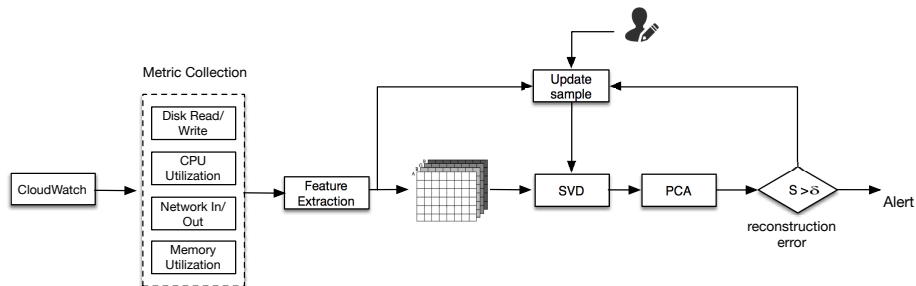 Metric Collection
Update
sample
Disk Read/
Write
CPU
Utilization
CloudWatch
Feature
Extraction
SVD
PCA
S > δ
Alert
Network In/
Out
reconstruction
error
Memory
Utilization